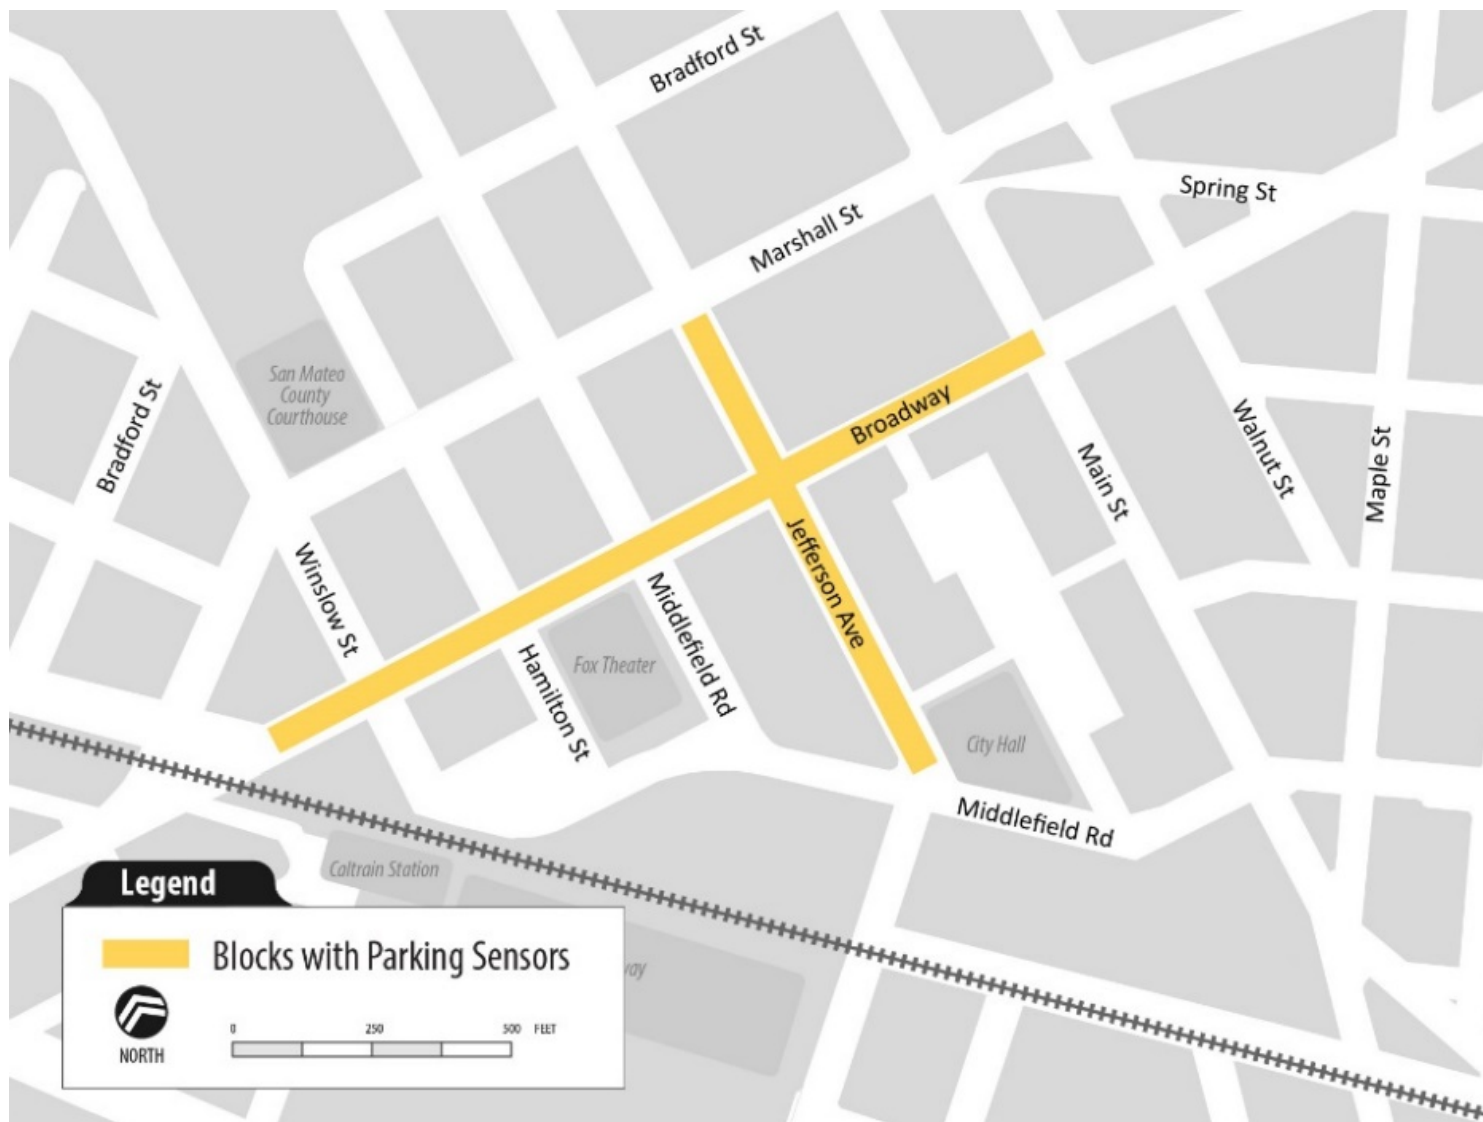 Bradford St
Spring St
Marshall St
San Mateo
County
Courthouse
Bradford St
Broadway
Walnut St
Maple St
Main St
Jefferson Ave
Winslow St
Middlefield Rd
Hamilton St
Fox Theater
City Hall
Middlefield Rd
Caltrain Station
Legend
Blocks with Parking Sensors
NORTH
0 250 500 FEET